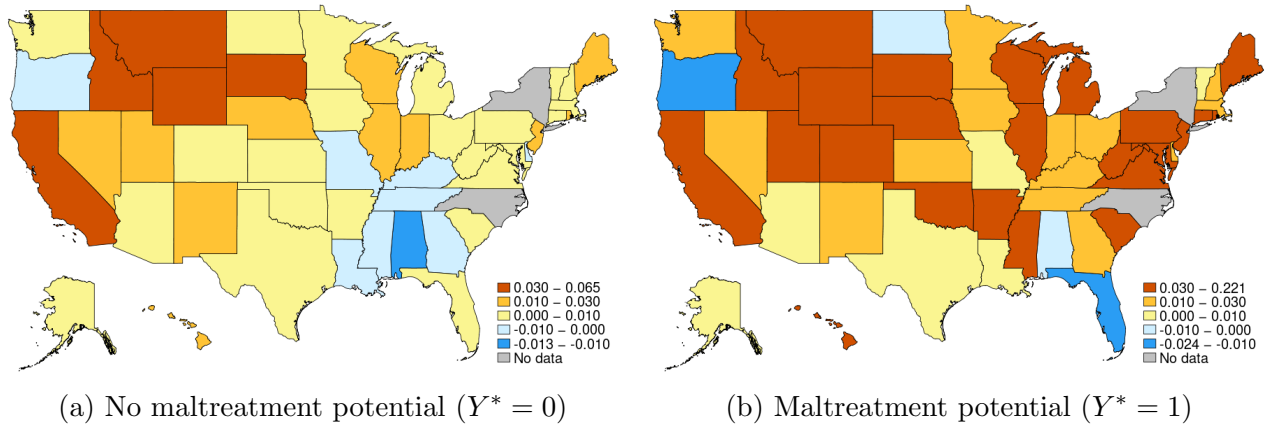 0.030 – 0.065
0.010 – 0.030
0.000 – 0.010
-0.010 – 0.000
-0.013 – -0.010
No data
(a) No maltreatment potential (Y* = 0)
0.030 – 0.221
0.010 – 0.030
0.000 – 0.010
-0.010 – 0.000
-0.024 – -0.010
No data
(b) Maltreatment potential (Y* = 1)